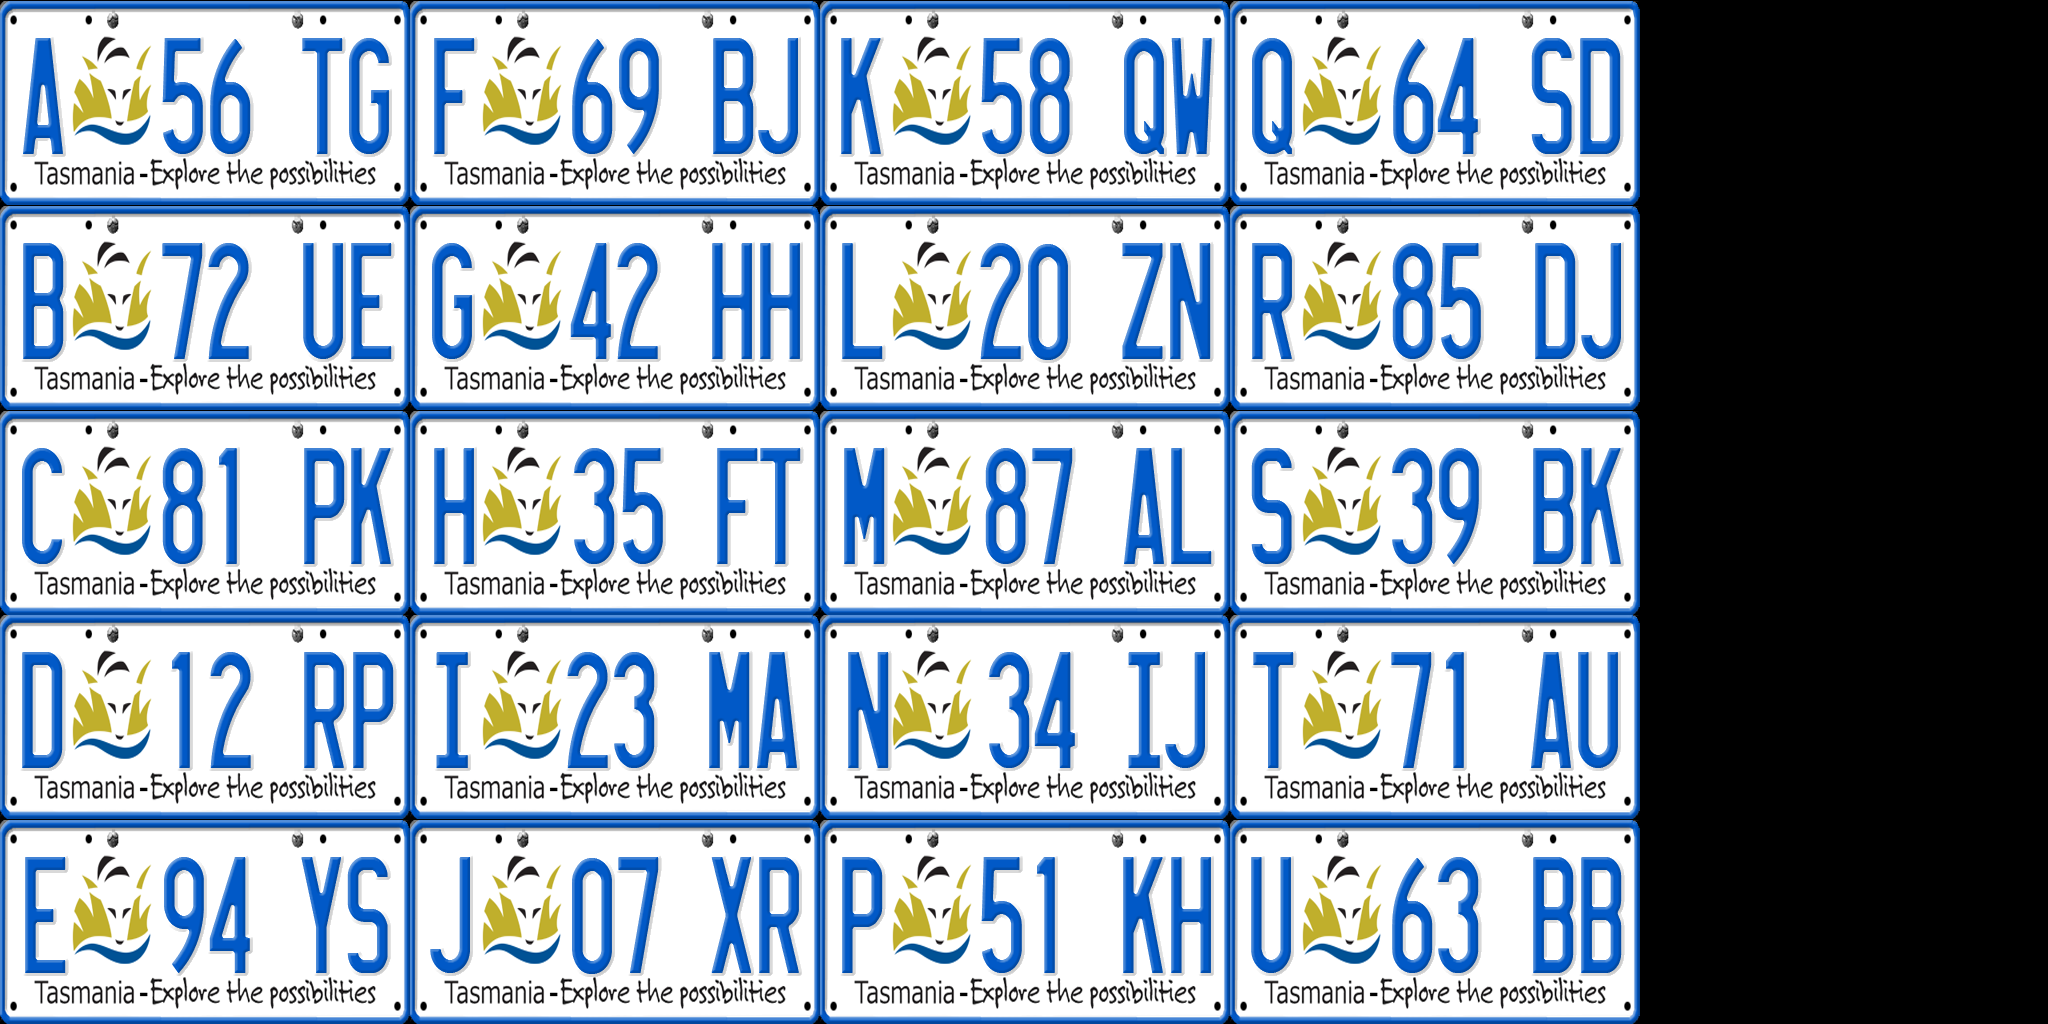 A 56 TG
Tasmania - Explore the possibilities
F 69 BJ
Tasmania - Explore the possibilities
K 58 QW
Tasmania - Explore the possibilities
Q 64 SD
Tasmania - Explore the possibilities
B 72 UE
Tasmania - Explore the possibilities
G 42 HH
Tasmania - Explore the possibilities
L 20 ZN
Tasmania - Explore the possibilities
R 85 DJ
Tasmania - Explore the possibilities
C 81 PK
Tasmania - Explore the possibilities
H 35 FT
Tasmania - Explore the possibilities
M 87 AL
Tasmania - Explore the possibilities
S 39 BK
Tasmania - Explore the possibilities
D 12 RP
Tasmania - Explore the possibilities
I 23 MA
Tasmania - Explore the possibilities
N 34 IJ
Tasmania - Explore the possibilities
T 71 AU
Tasmania - Explore the possibilities
E 94 YS
Tasmania - Explore the possibilities
J 07 XR
Tasmania - Explore the possibilities
P 51 KH
Tasmania - Explore the possibilities
U 63 BB
Tasmania - Explore the possibilities